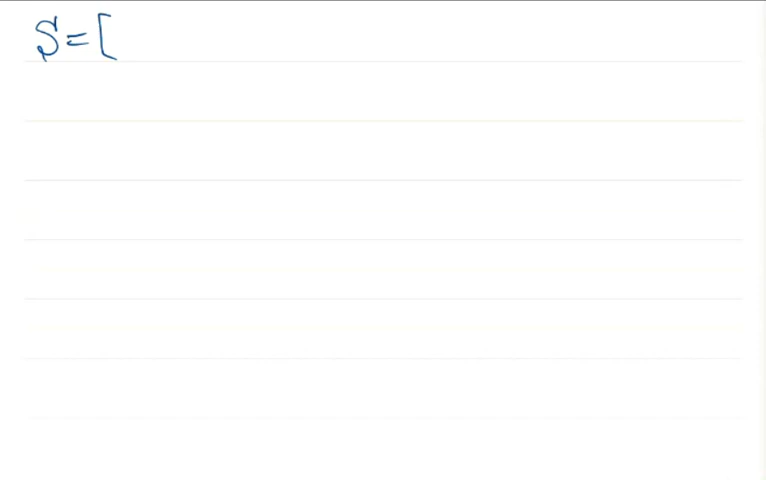 S = [